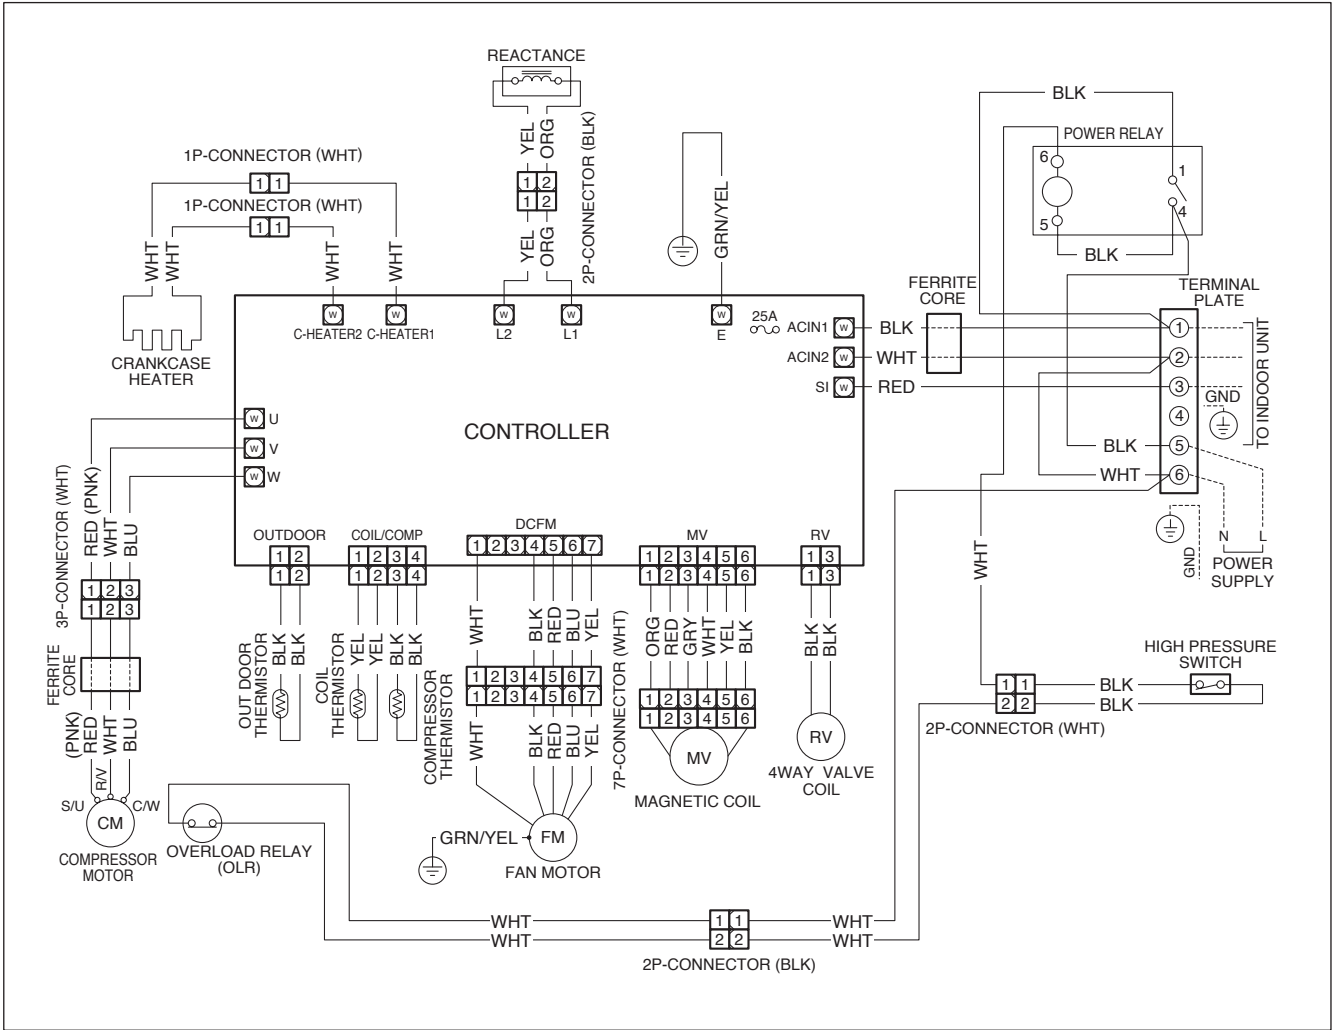 REACTANCE
BLK
POWER RELAY
6
1
5
4
BLK
YEL
ORG
1 2
1 2
2P-CONNECTOR (BLK)
YEL
ORG
1P-CONNECTOR (WHT)
1 1
1P-CONNECTOR (WHT)
1 1
WHT
WHT
WHT
WHT
GRN/YEL
CRANKCASE
HEATER
W
C-HEATER2
W
C-HEATER1
W
L2
W
L1
W
E
25A
ACIN1
W
BLK
ACIN2
W
WHT
SI
W
RED
FERRITE
CORE
TERMINAL
PLATE
1
2
3
4
5
6
GND
TO INDOOR UNIT
BLK
WHT
GND
N
L
POWER
SUPPLY
CONTROLLER
W
U
W
V
W
W
RED (PNK)
WHT
BLU
3P-CONNECTOR (WHT)
1 2 3
1 2 3
FERRITE
CORE
(PNK)
RED
WHT
BLU
S/U
R/V
C/W
CM
COMPRESSOR
MOTOR
OUTDOOR
1 2
1 2
BLK
BLK
OUT DOOR
THERMISTOR
COIL/COMP
1 2 3 4
1 2 3 4
YEL
YEL
BLK
BLK
COIL
THERMISTOR
COMPRESSOR
THERMISTOR
DCFM
1 2 3 4 5 6 7
WHT
BLK
RED
BLU
YEL
1 2 3 4 5 6 7
1 2 3 4 5 6 7
7P-CONNECTOR (WHT)
WHT
BLK
RED
BLU
YEL
GRN/YEL
FM
FAN MOTOR
MV
1 2 3 4 5 6
1 2 3 4 5 6
ORG
RED
GRY
WHT
YEL
BLK
1 2 3 4 5 6
1 2 3 4 5 6
MV
MAGNETIC COIL
RV
1 3
1 3
BLK
BLK
RV
4WAY VALVE
COIL
WHT
HIGH PRESSURE
SWITCH
1 1
2 2
BLK
BLK
2P-CONNECTOR (WHT)
OVERLOAD RELAY
(OLR)
WHT
WHT
1 1
2 2
WHT
WHT
2P-CONNECTOR (BLK)